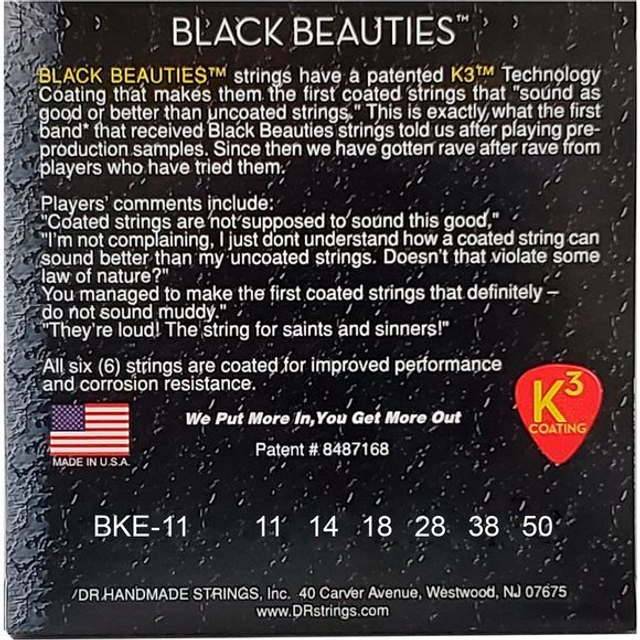 BLACK BEAUTIES™
BLACK BEAUTIES™ strings have a patented K3™ Technology
Coating that makes them the first coated strings that "sound as
good or better than uncoated strings." This is exactly what the first
band* that received Black Beauties strings told us after playing pre-
production samples. Since then we have gotten rave after rave from
players who have tried them.
Players' comments include:
"Coated strings are not supposed to sound this good,"
"I'm not complaining, I just dont understand how a coated string can
sound better than my uncoated strings. Doesn't that violate some
law of nature?"
You managed to make the first coated strings that definitely –
do not sound muddy."
"They're loud! The string for saints and sinners!"
All six (6) strings are coated for improved performance
and corrosion resistance.
K3
COATING
We Put More In,You Get More Out
MADE IN U.S.A.
Patent # 8487168
BKE-11 11 14 18 28 38 50
DR HANDMADE STRINGS, Inc. 40 Carver Avenue, Westwood, NJ 07675
www.DRstrings.com